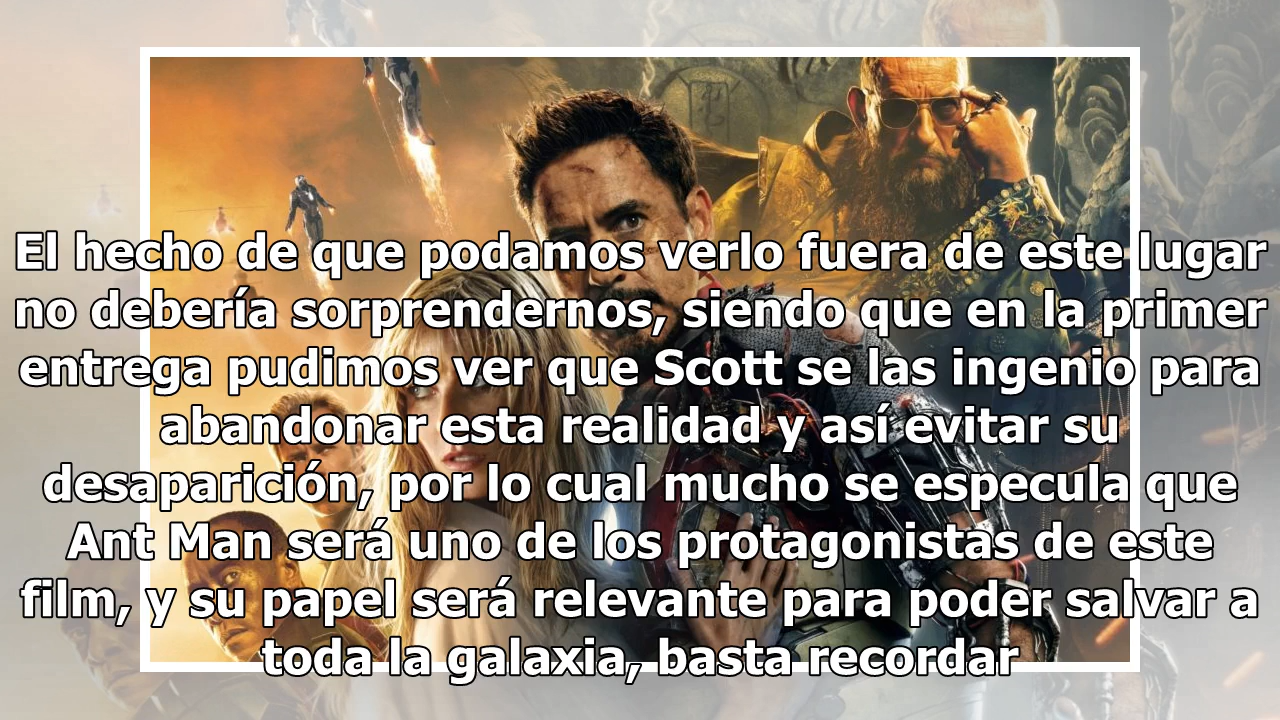 El hecho de que podamos verlo fuera de este lugar
no debería sorprendernos, siendo que en la primer
entrega pudimos ver que Scott se las ingenio para
abandonar esta realidad y así evitar su
desaparición, por lo cual mucho se especula que
Ant Man será uno de los protagonistas de este
film, y su papel será relevante para poder salvar a
toda la galaxia, basta recordar